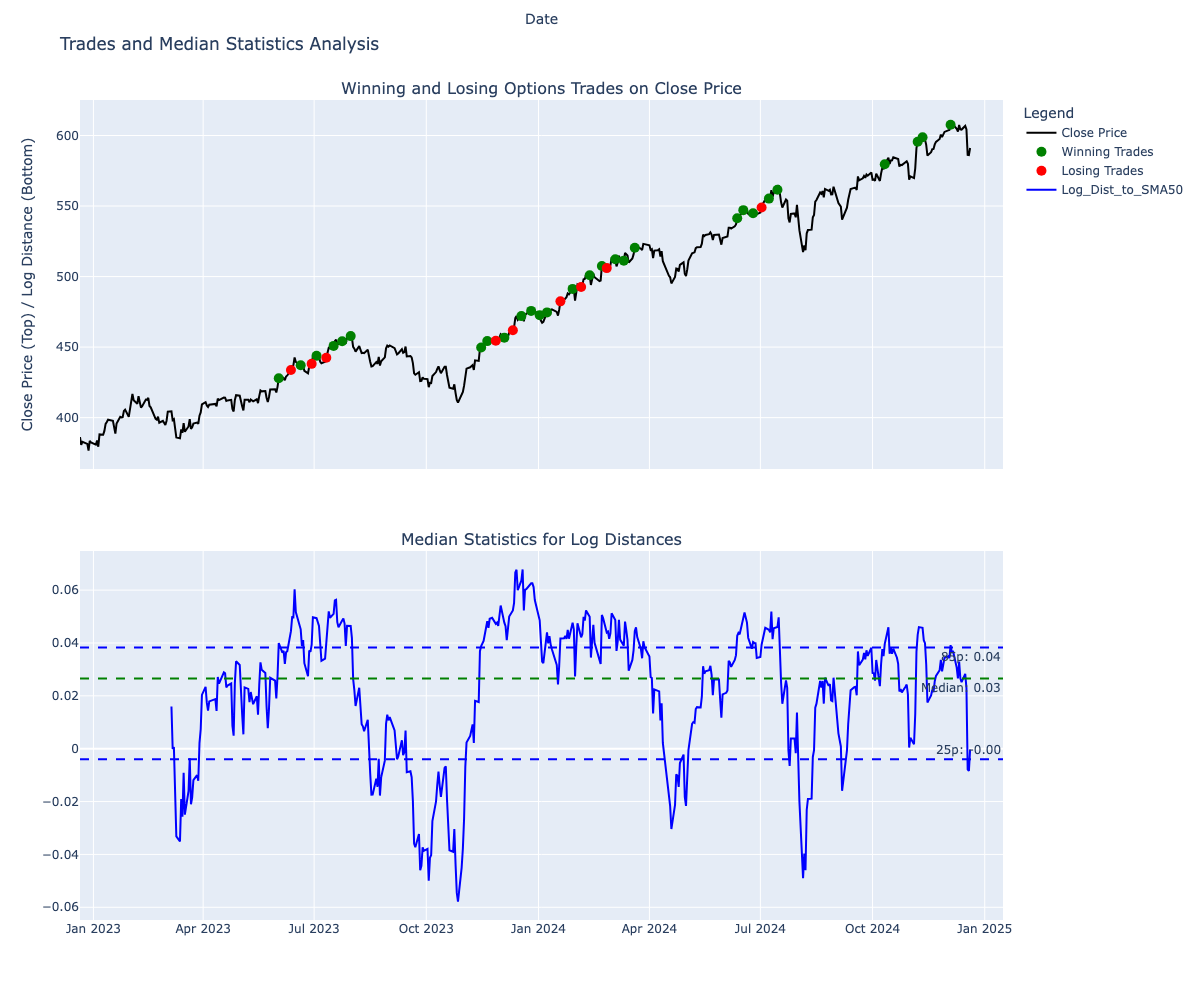 Date
Trades and Median Statistics Analysis
Winning and Losing Options Trades on Close Price
Legend
Close Price
Winning Trades
Losing Trades
Log_Dist_to_SMA50
Close Price (Top) / Log Distance (Bottom)
600
550
500
450
400
Median Statistics for Log Distances
0.06
0.04
0.02
0
−0.02
−0.04
−0.06
: 0.04
Median: 0.03
25p: -0.00
Jan 2023
Apr 2023
Jul 2023
Oct 2023
Jan 2024
Apr 2024
Jul 2024
Oct 2024
Jan 2025